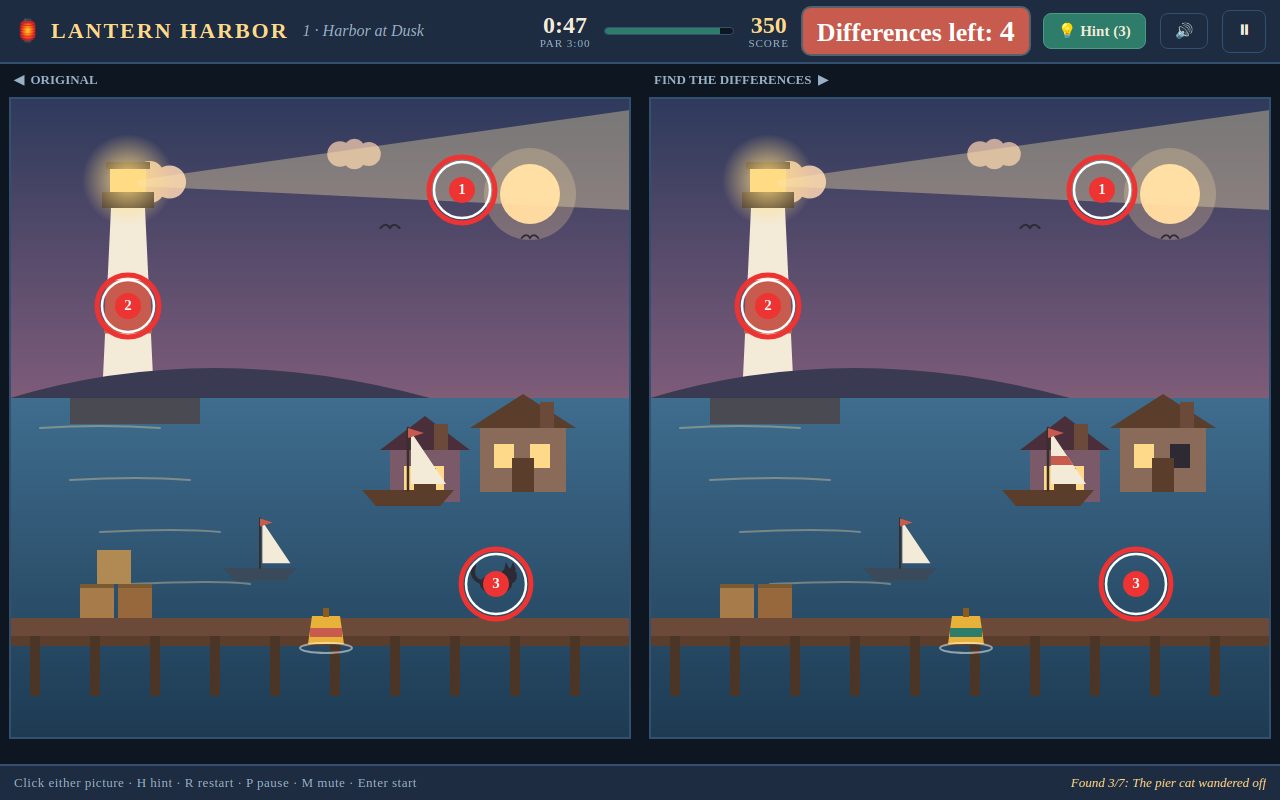 LANTERN HARBOR
1 · Harbor at Dusk
0:47
PAR 3:00
350
SCORE
Differences left: 4
Hint (3)
◀ ORIGINAL
FIND THE DIFFERENCES ▶
1
2
3
1
2
3
Click either picture · H hint · R restart · P pause · M mute · Enter start
Found 3/7: The pier cat wandered off